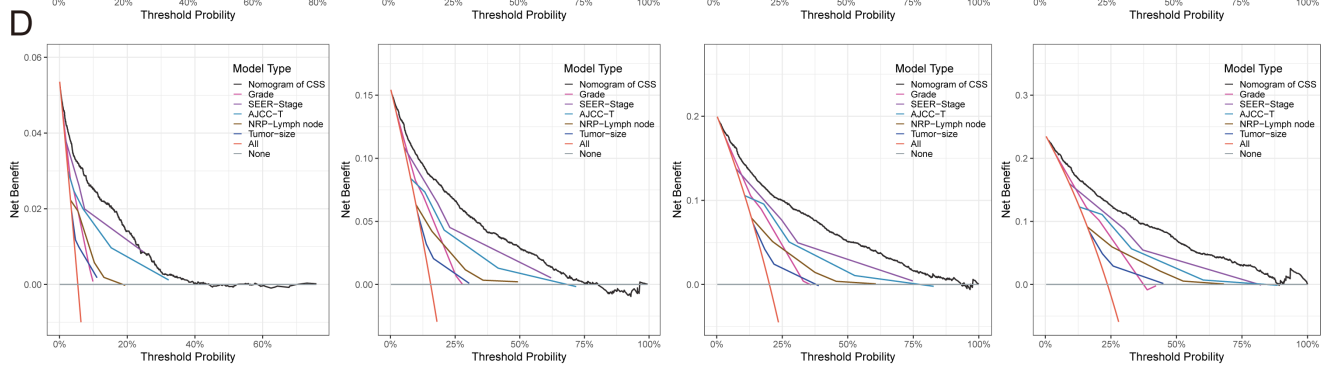 0% 20% 40% 60% 80%
Threshold Probility
0% 25% 50% 75% 100%
Threshold Probility
0% 25% 50% 75% 100%
Threshold Probility
0% 25% 50% 75% 100%
Threshold Probility
D
Net Benefit
0.06
0.04
0.02
0.00
Model Type
Nomogram of CSS
Grade
SEER−Stage
AJCC−T
NRP−Lymph node
Tumor−size
All
None
0% 20% 40% 60%
Threshold Probility
Net Benefit
0.15
0.10
0.05
0.00
Model Type
Nomogram of CSS
Grade
SEER−Stage
AJCC−T
NRP−Lymph node
Tumor−size
All
None
0% 25% 50% 75% 100%
Threshold Probility
Net Benefit
0.2
0.1
0.0
Model Type
Nomogram of CSS
Grade
SEER−Stage
AJCC−T
NRP−Lymph node
Tumor−size
All
None
0% 25% 50% 75% 100%
Threshold Probility
Net Benefit
0.3
0.2
0.1
0.0
Model Type
Nomogram of CSS
Grade
SEER−Stage
AJCC−T
NRP−Lymph node
Tumor−size
All
None
0% 25% 50% 75% 100%
Threshold Probility